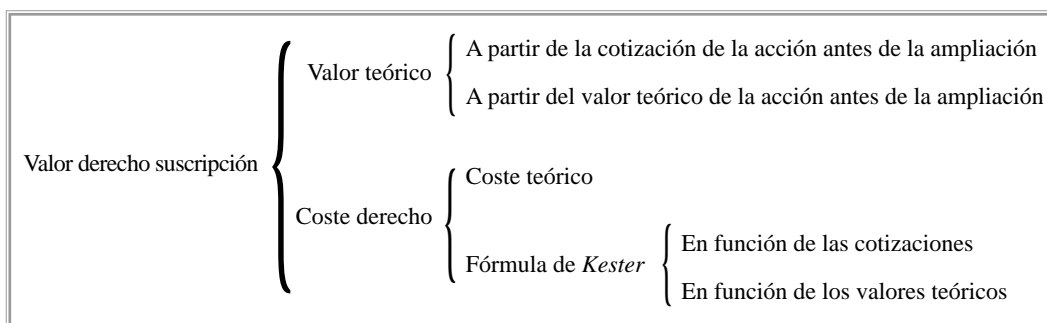 Valor derecho suscripción
Valor teórico
A partir de la cotización de la acción antes de la ampliación
A partir del valor teórico de la acción antes de la ampliación
Coste derecho
Coste teórico
Fórmula de Kester
En función de las cotizaciones
En función de los valores teóricos